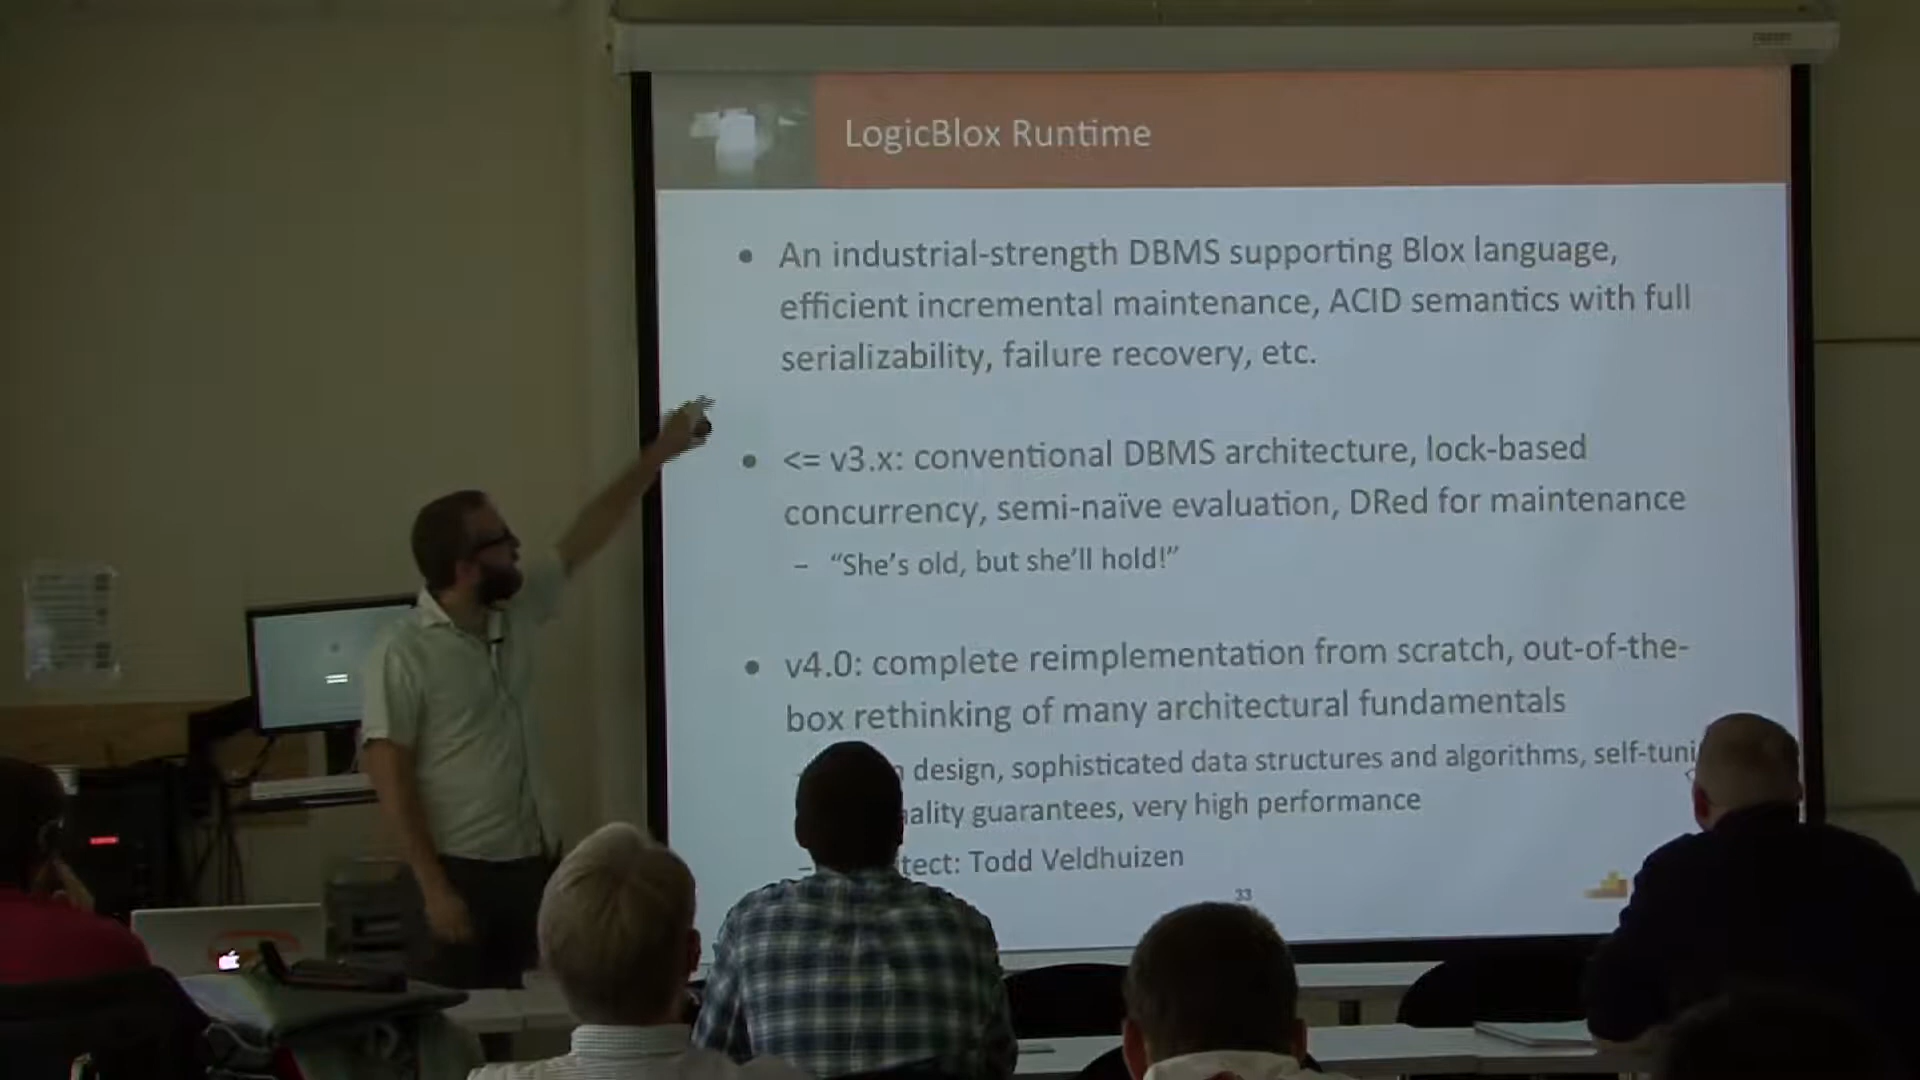 LogicBlox Runtime
• An industrial-strength DBMS supporting Blox language,
efficient incremental maintenance, ACID semantics with full
serializability, failure recovery, etc.
• <= v3.x: conventional DBMS architecture, lock-based
concurrency, semi-naïve evaluation, DRed for maintenance
– “She’s old, but she’ll hold!”
• v4.0: complete reimplementation from scratch, out-of-the-
box rethinking of many architectural fundamentals
design, sophisticated data structures and algorithms,
guarantees, very high performance
– Todd Veldhuizen
33